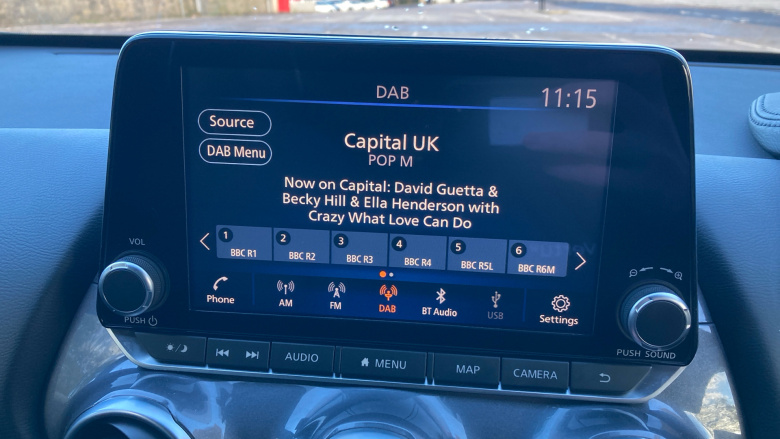 DAB
11:15
Source
DAB Menu
Capital UK
POP M
Now on Capital: David Guetta &
Becky Hill & Ella Henderson with
Crazy What Love Can Do
1 2 3 4 5 6
BBC R1 BBC R2 BBC R3 BBC R4 BBC R5L BBC R6M
Phone AM FM DAB BT Audio USB Settings
VOL
PUSH
PUSH SOUND
AUDIO MENU MAP CAMERA